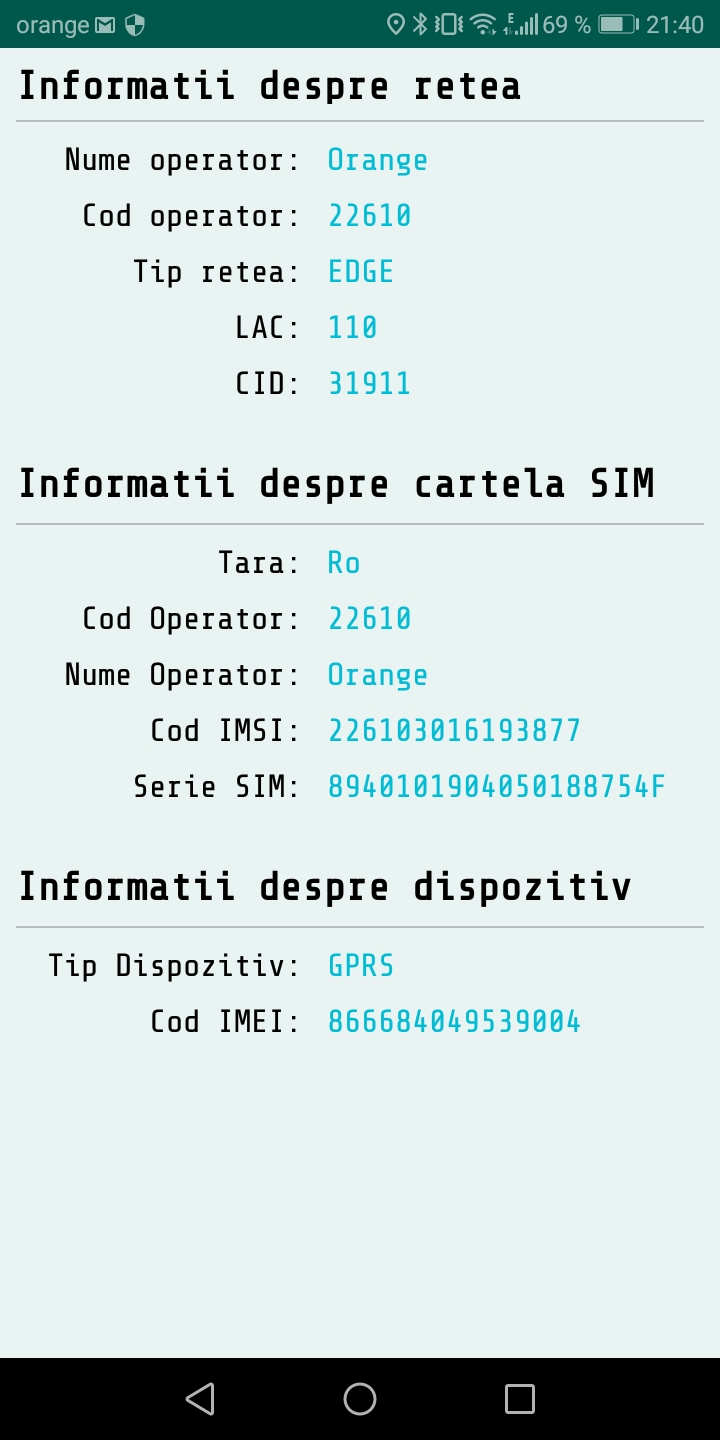 orange 69 % 21:40
Informatii despre retea
Nume operator: Orange
Cod operator: 22610
Tip retea: EDGE
LAC: 110
CID: 31911
Informatii despre cartela SIM
Tara: Ro
Cod Operator: 22610
Nume Operator: Orange
Cod IMSI: 226103016193877
Serie SIM: 8940101904050188754F
Informatii despre dispozitiv
Tip Dispozitiv: GPRS
Cod IMEI: 866684049539004